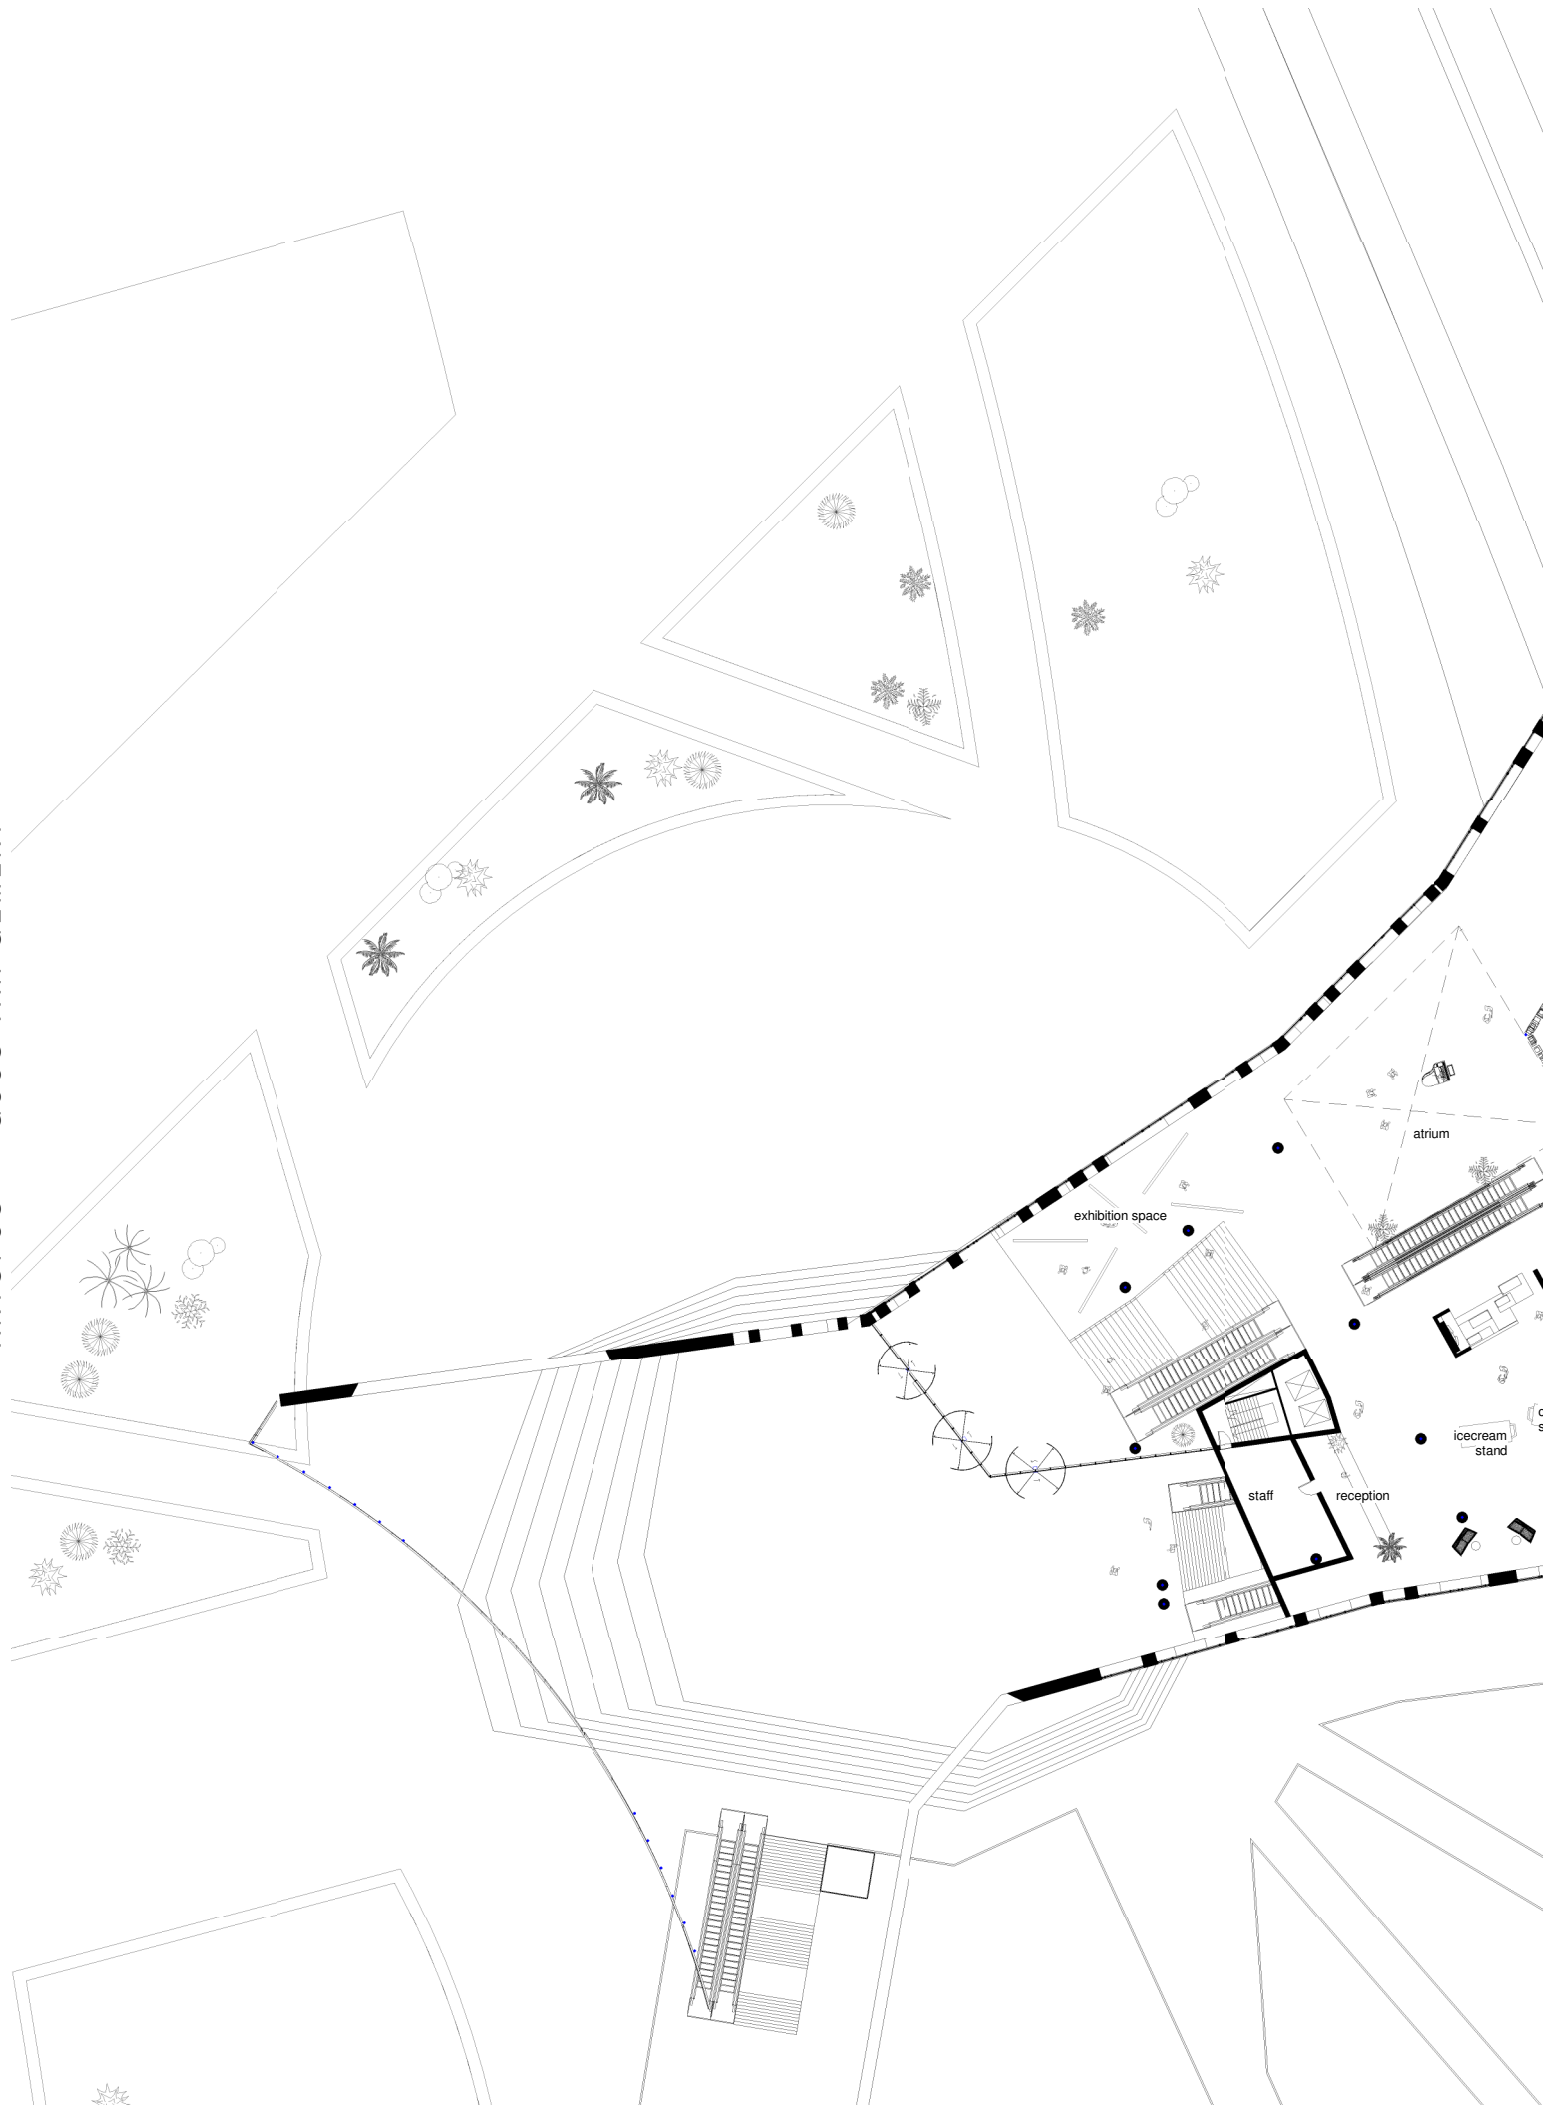 atrium
exhibition space
icecream
stand
staff
reception